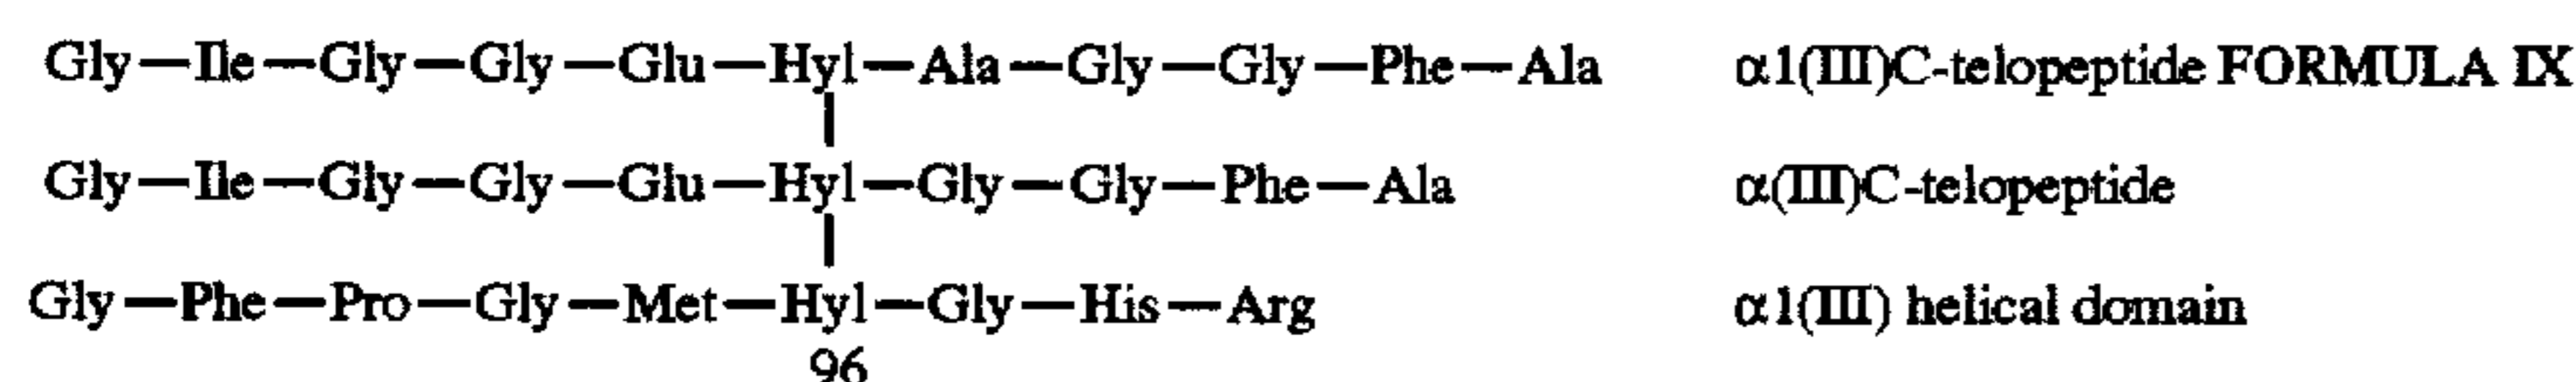 Gly—Ile—Gly—Gly—Glu—Hyl—Ala—Gly—Gly—Phe—Ala α1(III)C-telopeptide FORMULA IX
Gly—Ile—Gly—Gly—Glu—Hyl—Gly—Gly—Phe—Ala α(III)C-telopeptide
Gly—Phe—Pro—Gly—Met—Hyl—Gly—His—Arg α1(III) helical domain
96